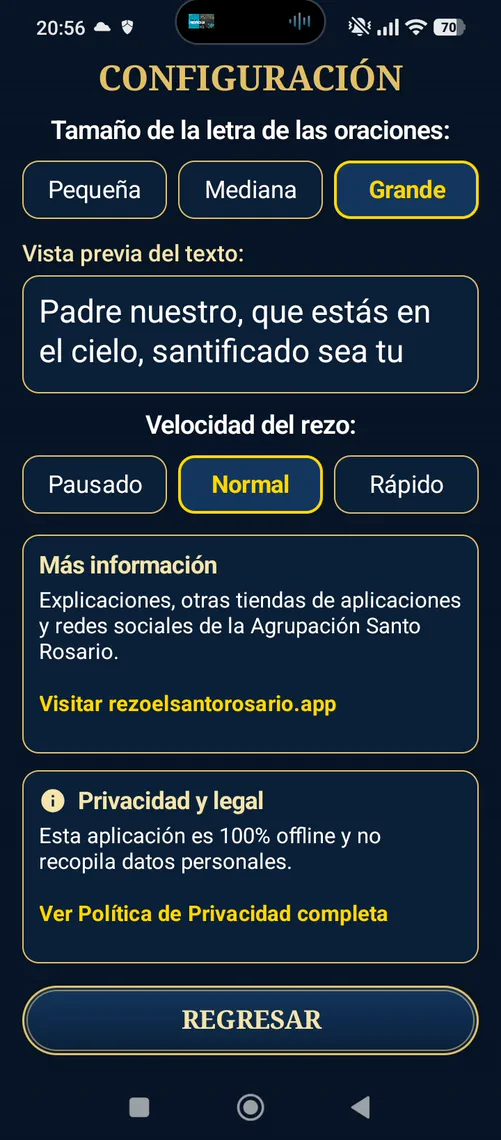 20:56
70
CONFIGURACIÓN
Tamaño de la letra de las oraciones:
Pequeña
Mediana
Grande
Vista previa del texto:
Padre nuestro, que estás en
el cielo, santificado sea tu
Velocidad del rezo:
Pausado
Normal
Rápido
Más información
Explicaciones, otras tiendas de aplicaciones
y redes sociales de la Agrupación Santo
Rosario.
Visitar rezoelsantorosario.app
Privacidad y legal
Esta aplicación es 100% offline y no
recopila datos personales.
Ver Política de Privacidad completa
REGRESAR